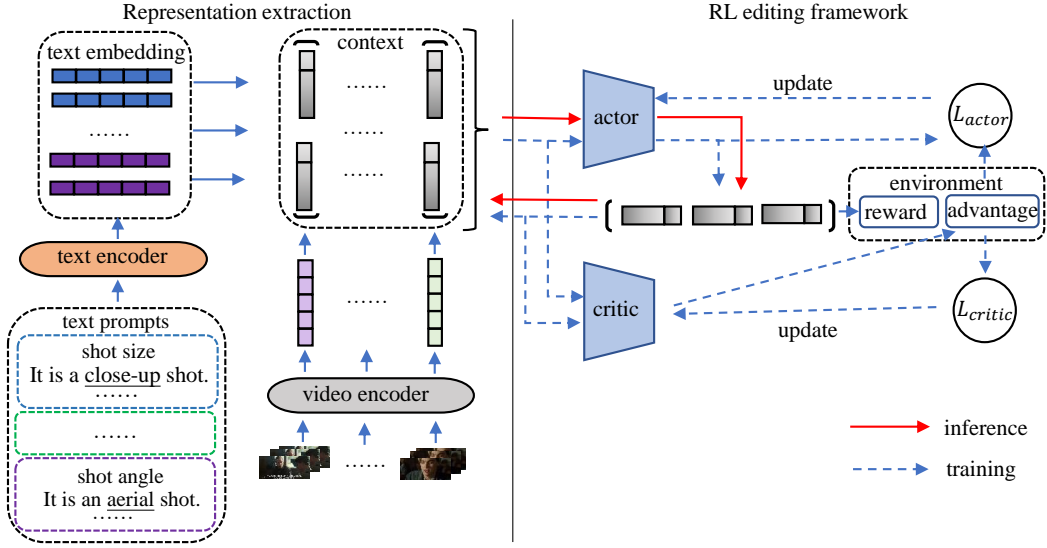 Representation extraction
text embedding
......
......
......
......
text encoder
text prompts
shot size
It is a close-up shot.
......
......
shot angle
It is an aerial shot.
......
context
......
......
......
......
video encoder
......
RL editing framework
actor
update
L_actor
environment
reward
advantage
critic
update
L_critic
inference
training